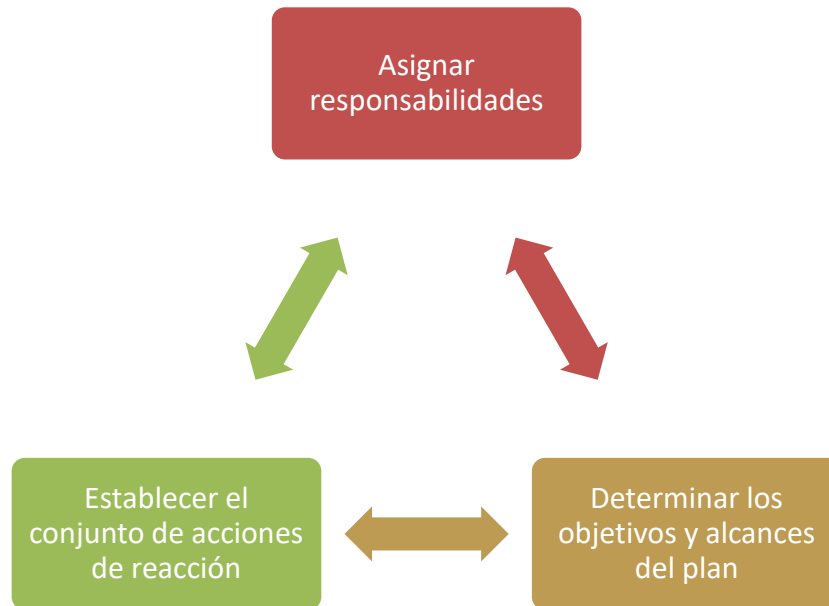 Asignar
responsabilidades
Establecer el
conjunto de acciones
de reacción
Determinar los
objetivos y alcances
del plan